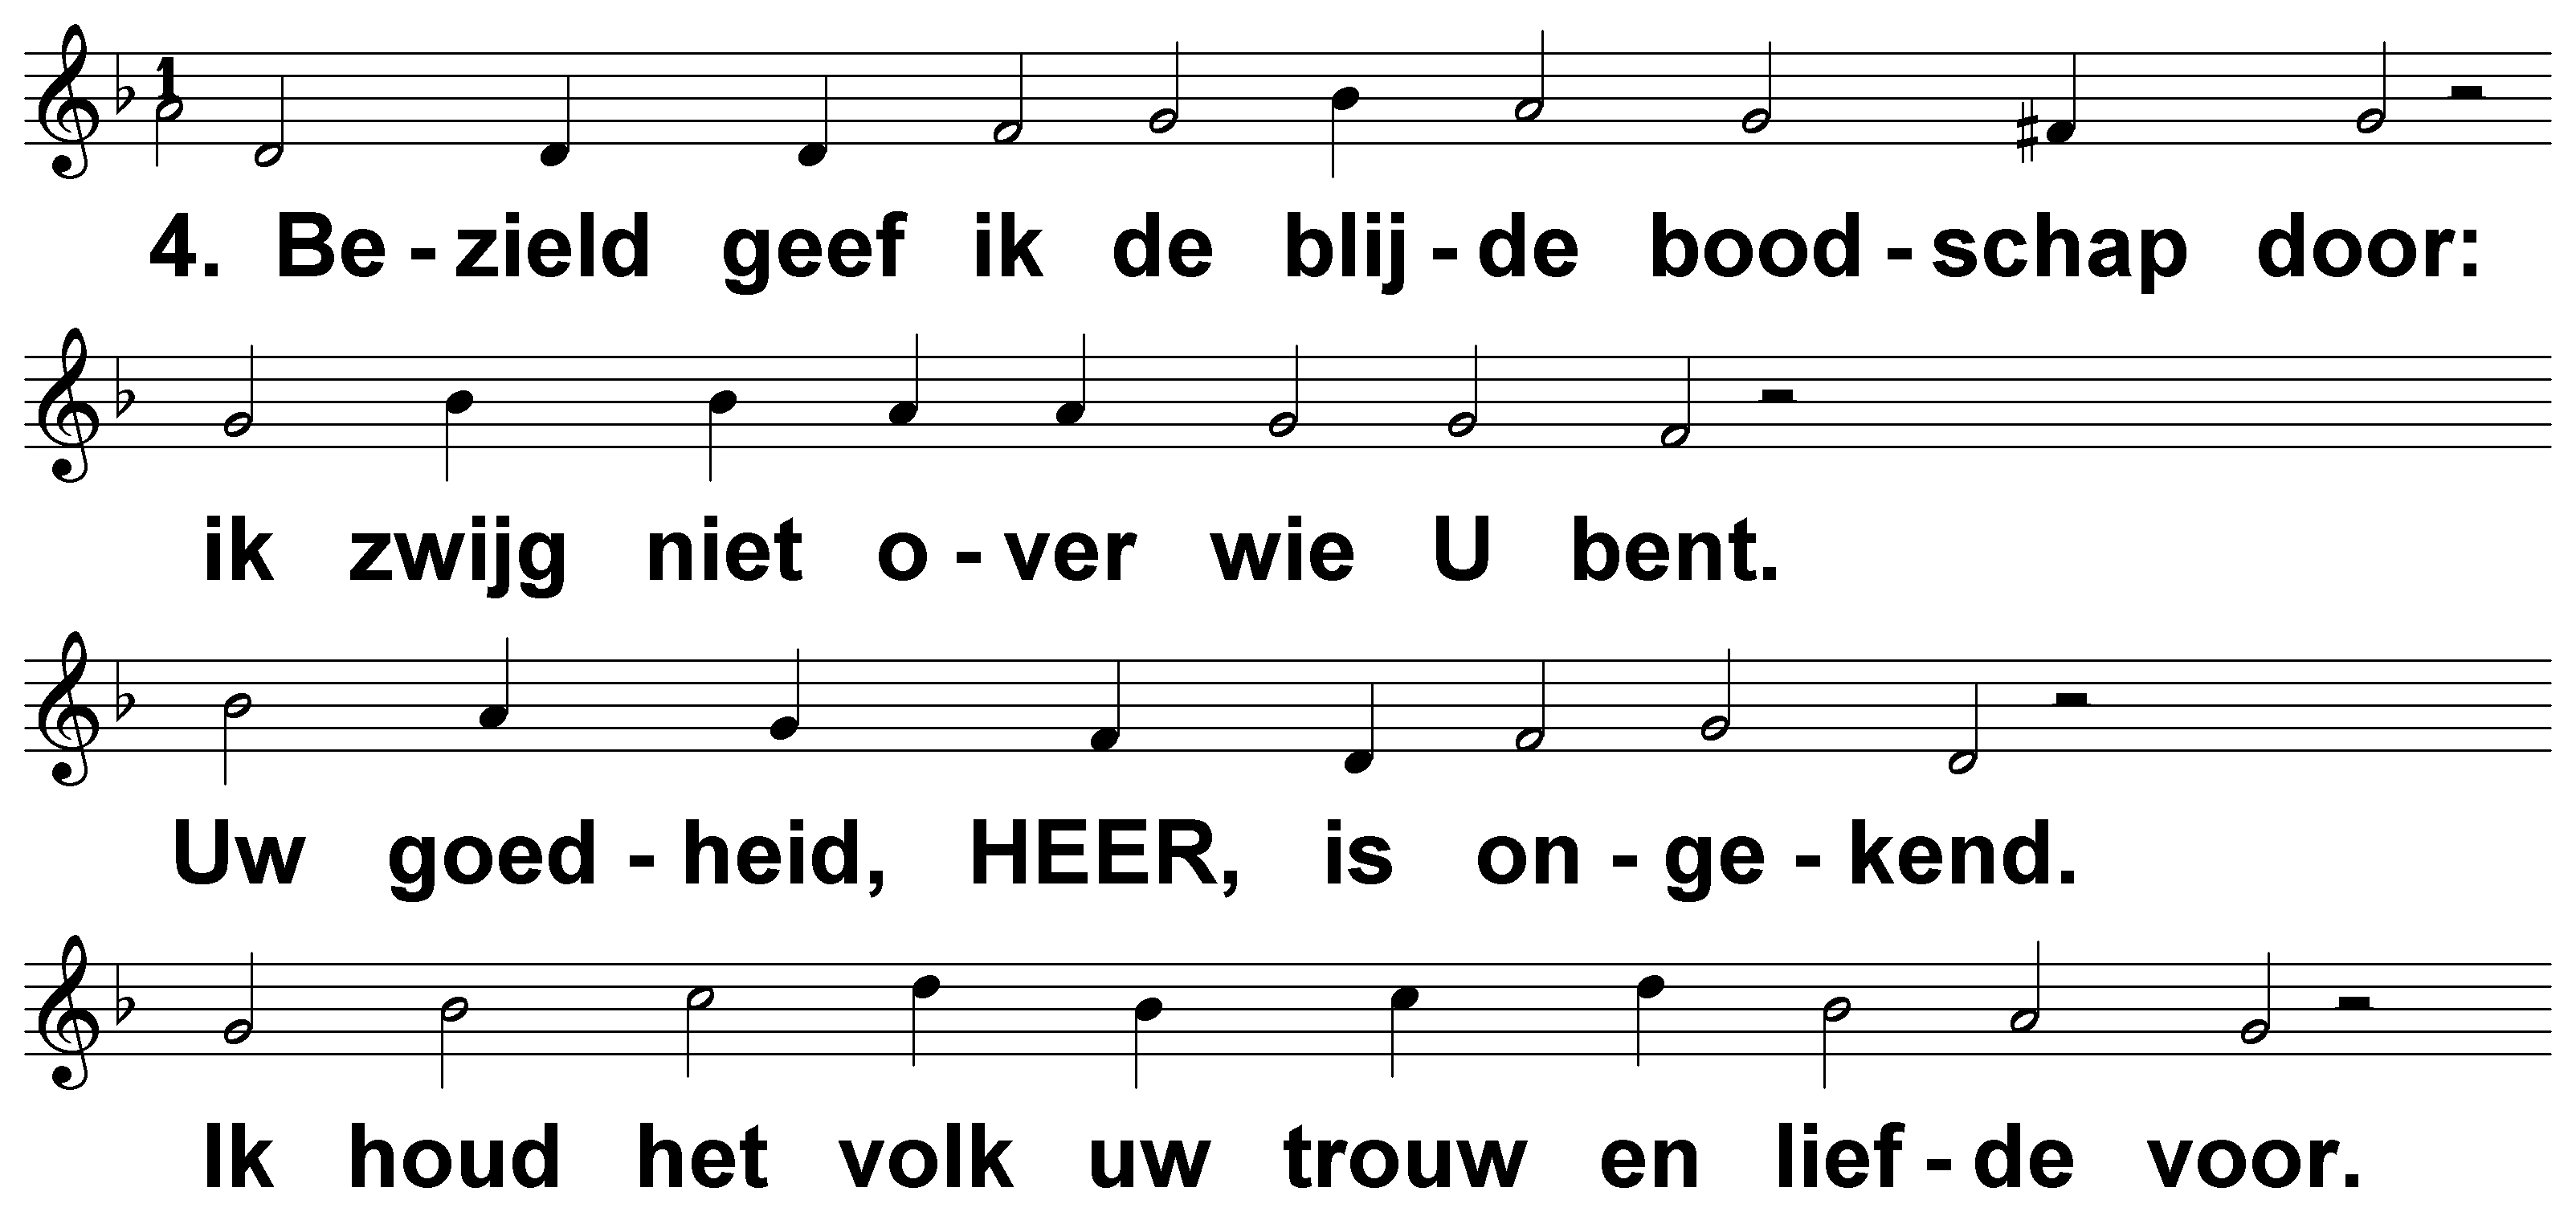 1
4. Be - zield geef ik de blij - de bood - schap door:
ik zwijg niet o - ver wie U bent.
Uw goed - heid, HEER, is on - ge - kend.
Ik houd het volk uw trouw en lief - de voor.